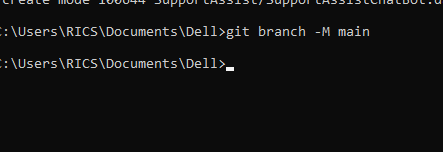 create mode 100644 SupportAssist/SupportAssistChatBot.d
C:\Users\RICS\Documents\Dell>git branch -M main
C:\Users\RICS\Documents\Dell>